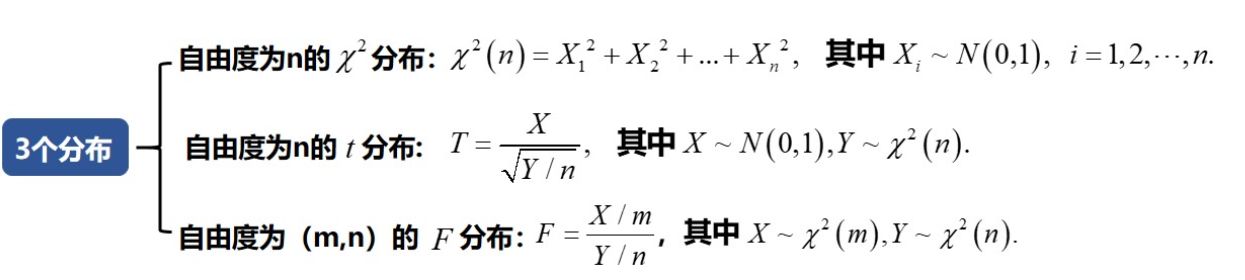 自由度为n的 χ² 分布：χ²(n) = X₁² + X₂² + ... + Xₙ², 其中 Xᵢ ~ N(0,1), i = 1,2,⋯,n.
3个分布
自由度为n的 t 分布: T = X / √(Y / n), 其中 X ~ N(0,1), Y ~ χ²(n).
自由度为（m,n）的 F 分布: F = (X / m) / (Y / n), 其中 X ~ χ²(m), Y ~ χ²(n).